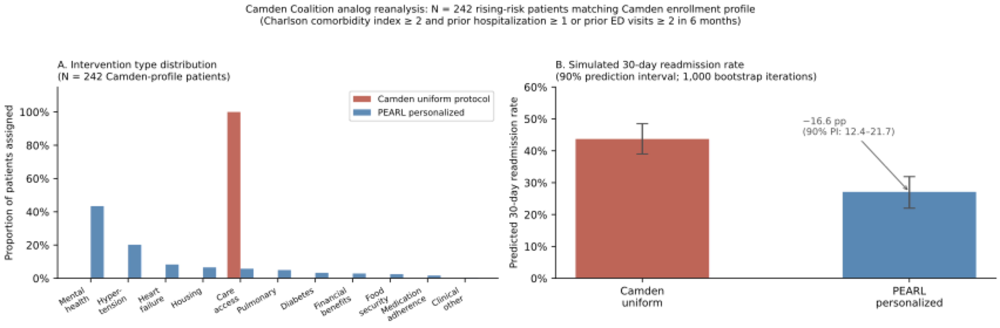 Camden Coalition analog reanalysis: N = 242 rising-risk patients matching Camden enrollment profile
(Charlson comorbidity index ≥ 2 and prior hospitalization ≥ 1 or prior ED visits ≥ 2 in 6 months)
A. Intervention type distribution
(N = 242 Camden-profile patients)
Proportion of patients assigned
100%
80%
60%
40%
20%
0%
Camden uniform protocol
PEARL personalized
Mental
health
Hyper-
tension
Heart
failure
Housing
Care
access
Pulmonary
Diabetes
Financial
benefits
Food
security
Medication
adherence
Clinical
other
B. Simulated 30-day readmission rate
(90% prediction interval; 1,000 bootstrap iterations)
Predicted 30-day readmission rate
60%
50%
40%
30%
20%
10%
0%
−16.6 pp
(90% PI: 12.4–21.7)
Camden
uniform
PEARL
personalized